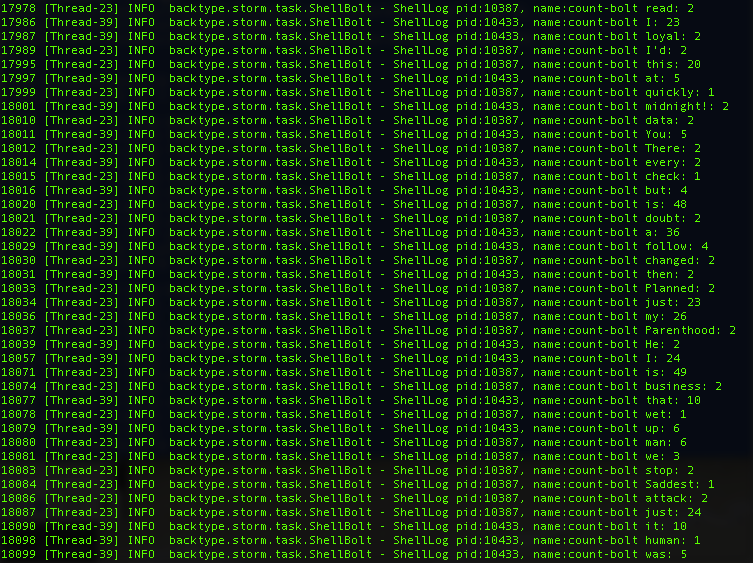 17978 [Thread-23] INFO  backtype.storm.task.ShellBolt - ShellLog pid:10387, name:count-bolt read: 2
17986 [Thread-39] INFO  backtype.storm.task.ShellBolt - ShellLog pid:10433, name:count-bolt I: 23
17987 [Thread-39] INFO  backtype.storm.task.ShellBolt - ShellLog pid:10433, name:count-bolt loyal: 2
17989 [Thread-39] INFO  backtype.storm.task.ShellBolt - ShellLog pid:10433, name:count-bolt I'd: 2
17995 [Thread-23] INFO  backtype.storm.task.ShellBolt - ShellLog pid:10387, name:count-bolt this: 20
17997 [Thread-39] INFO  backtype.storm.task.ShellBolt - ShellLog pid:10433, name:count-bolt at: 5
17999 [Thread-39] INFO  backtype.storm.task.ShellBolt - ShellLog pid:10433, name:count-bolt quickly: 1
18001 [Thread-39] INFO  backtype.storm.task.ShellBolt - ShellLog pid:10433, name:count-bolt midnight!: 2
18010 [Thread-23] INFO  backtype.storm.task.ShellBolt - ShellLog pid:10387, name:count-bolt data: 2
18011 [Thread-39] INFO  backtype.storm.task.ShellBolt - ShellLog pid:10433, name:count-bolt You: 5
18012 [Thread-23] INFO  backtype.storm.task.ShellBolt - ShellLog pid:10387, name:count-bolt There: 2
18014 [Thread-39] INFO  backtype.storm.task.ShellBolt - ShellLog pid:10433, name:count-bolt every: 2
18015 [Thread-23] INFO  backtype.storm.task.ShellBolt - ShellLog pid:10387, name:count-bolt check: 1
18016 [Thread-39] INFO  backtype.storm.task.ShellBolt - ShellLog pid:10433, name:count-bolt but: 4
18020 [Thread-39] INFO  backtype.storm.task.ShellBolt - ShellLog pid:10433, name:count-bolt is: 48
18021 [Thread-23] INFO  backtype.storm.task.ShellBolt - ShellLog pid:10387, name:count-bolt doubt: 2
18022 [Thread-39] INFO  backtype.storm.task.ShellBolt - ShellLog pid:10433, name:count-bolt a: 36
18029 [Thread-39] INFO  backtype.storm.task.ShellBolt - ShellLog pid:10433, name:count-bolt follow: 4
18030 [Thread-23] INFO  backtype.storm.task.ShellBolt - ShellLog pid:10387, name:count-bolt changed: 2
18031 [Thread-39] INFO  backtype.storm.task.ShellBolt - ShellLog pid:10433, name:count-bolt then: 2
18033 [Thread-23] INFO  backtype.storm.task.ShellBolt - ShellLog pid:10387, name:count-bolt Planned: 2
18034 [Thread-23] INFO  backtype.storm.task.ShellBolt - ShellLog pid:10387, name:count-bolt just: 23
18036 [Thread-39] INFO  backtype.storm.task.ShellBolt - ShellLog pid:10433, name:count-bolt my: 26
18037 [Thread-23] INFO  backtype.storm.task.ShellBolt - ShellLog pid:10387, name:count-bolt Parenthood: 2
18039 [Thread-39] INFO  backtype.storm.task.ShellBolt - ShellLog pid:10433, name:count-bolt He: 2
18057 [Thread-39] INFO  backtype.storm.task.ShellBolt - ShellLog pid:10433, name:count-bolt I: 24
18071 [Thread-39] INFO  backtype.storm.task.ShellBolt - ShellLog pid:10433, name:count-bolt is: 49
18074 [Thread-23] INFO  backtype.storm.task.ShellBolt - ShellLog pid:10387, name:count-bolt business: 2
18077 [Thread-39] INFO  backtype.storm.task.ShellBolt - ShellLog pid:10433, name:count-bolt that: 10
18078 [Thread-23] INFO  backtype.storm.task.ShellBolt - ShellLog pid:10387, name:count-bolt wet: 1
18079 [Thread-39] INFO  backtype.storm.task.ShellBolt - ShellLog pid:10433, name:count-bolt up: 6
18080 [Thread-23] INFO  backtype.storm.task.ShellBolt - ShellLog pid:10387, name:count-bolt man: 6
18081 [Thread-39] INFO  backtype.storm.task.ShellBolt - ShellLog pid:10433, name:count-bolt we: 3
18083 [Thread-23] INFO  backtype.storm.task.ShellBolt - ShellLog pid:10387, name:count-bolt stop: 2
18084 [Thread-39] INFO  backtype.storm.task.ShellBolt - ShellLog pid:10433, name:count-bolt Saddest: 1
18086 [Thread-23] INFO  backtype.storm.task.ShellBolt - ShellLog pid:10387, name:count-bolt attack: 2
18087 [Thread-23] INFO  backtype.storm.task.ShellBolt - ShellLog pid:10387, name:count-bolt just: 24
18090 [Thread-39] INFO  backtype.storm.task.ShellBolt - ShellLog pid:10433, name:count-bolt it: 10
18098 [Thread-39] INFO  backtype.storm.task.ShellBolt - ShellLog pid:10433, name:count-bolt human: 1
18099 [Thread-39] INFO  backtype.storm.task.ShellBolt - ShellLog pid:10433, name:count-bolt was: 5